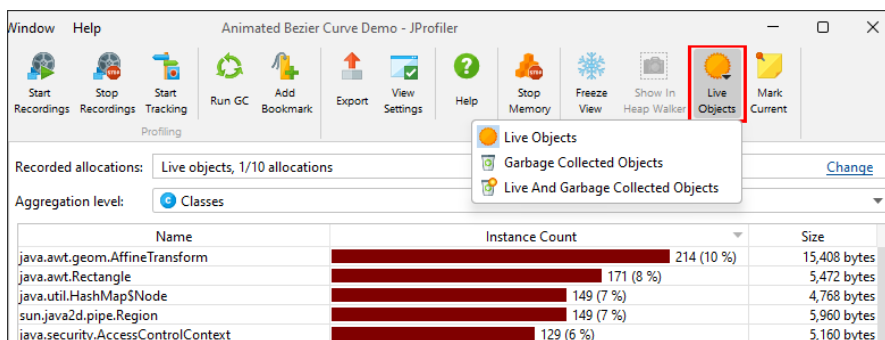 Window Help Animated Bezier Curve Demo - JProfiler
Start Recordings
Stop Recordings
Start Tracking
Run GC
Add Bookmark
Export
View Settings
Help
Stop Memory
Freeze View
Show In Heap Walker
Live Objects
Mark Current
Profiling
Live Objects
Garbage Collected Objects
Live And Garbage Collected Objects
Recorded allocations: Live objects, 1/10 allocations Change
Aggregation level: Classes
Name Instance Count Size
java.awt.geom.AffineTransform 214 (10 %) 15,408 bytes
java.awt.Rectangle 171 (8 %) 5,472 bytes
java.util.HashMap$Node 149 (7 %) 4,768 bytes
sun.java2d.pipe.Region 149 (7 %) 5,960 bytes
java.security.AccessControlContext 129 (6 %) 5,160 bytes